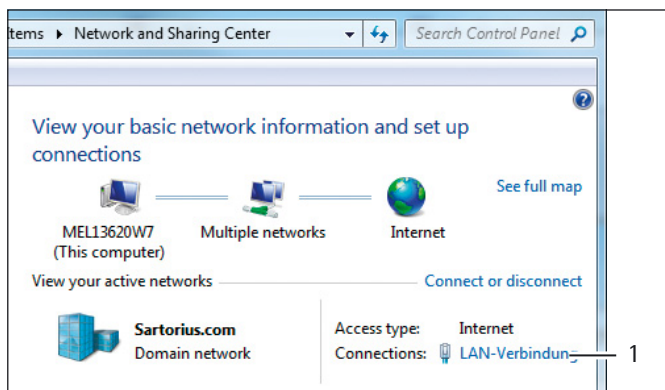 Items ▸ Network and Sharing Center
Search Control Panel
View your basic network information and set up
connections
See full map
MEL13620W7
(This computer)
Multiple networks
Internet
View your active networks
Connect or disconnect
Sartorius.com
Domain network
Access type: Internet
Connections: LAN-Verbindung
1